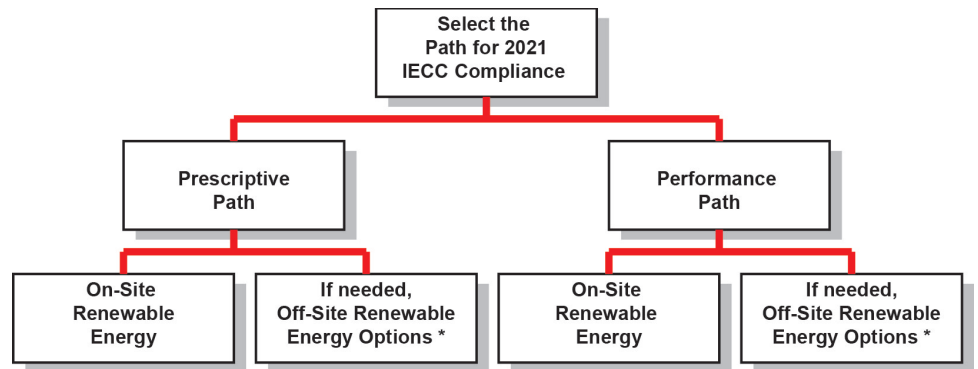 Select the
Path for 2021
IECC Compliance
Prescriptive
Path
Performance
Path
On-Site
Renewable
Energy
If needed,
Off-Site Renewable
Energy Options *
On-Site
Renewable
Energy
If needed,
Off-Site Renewable
Energy Options *